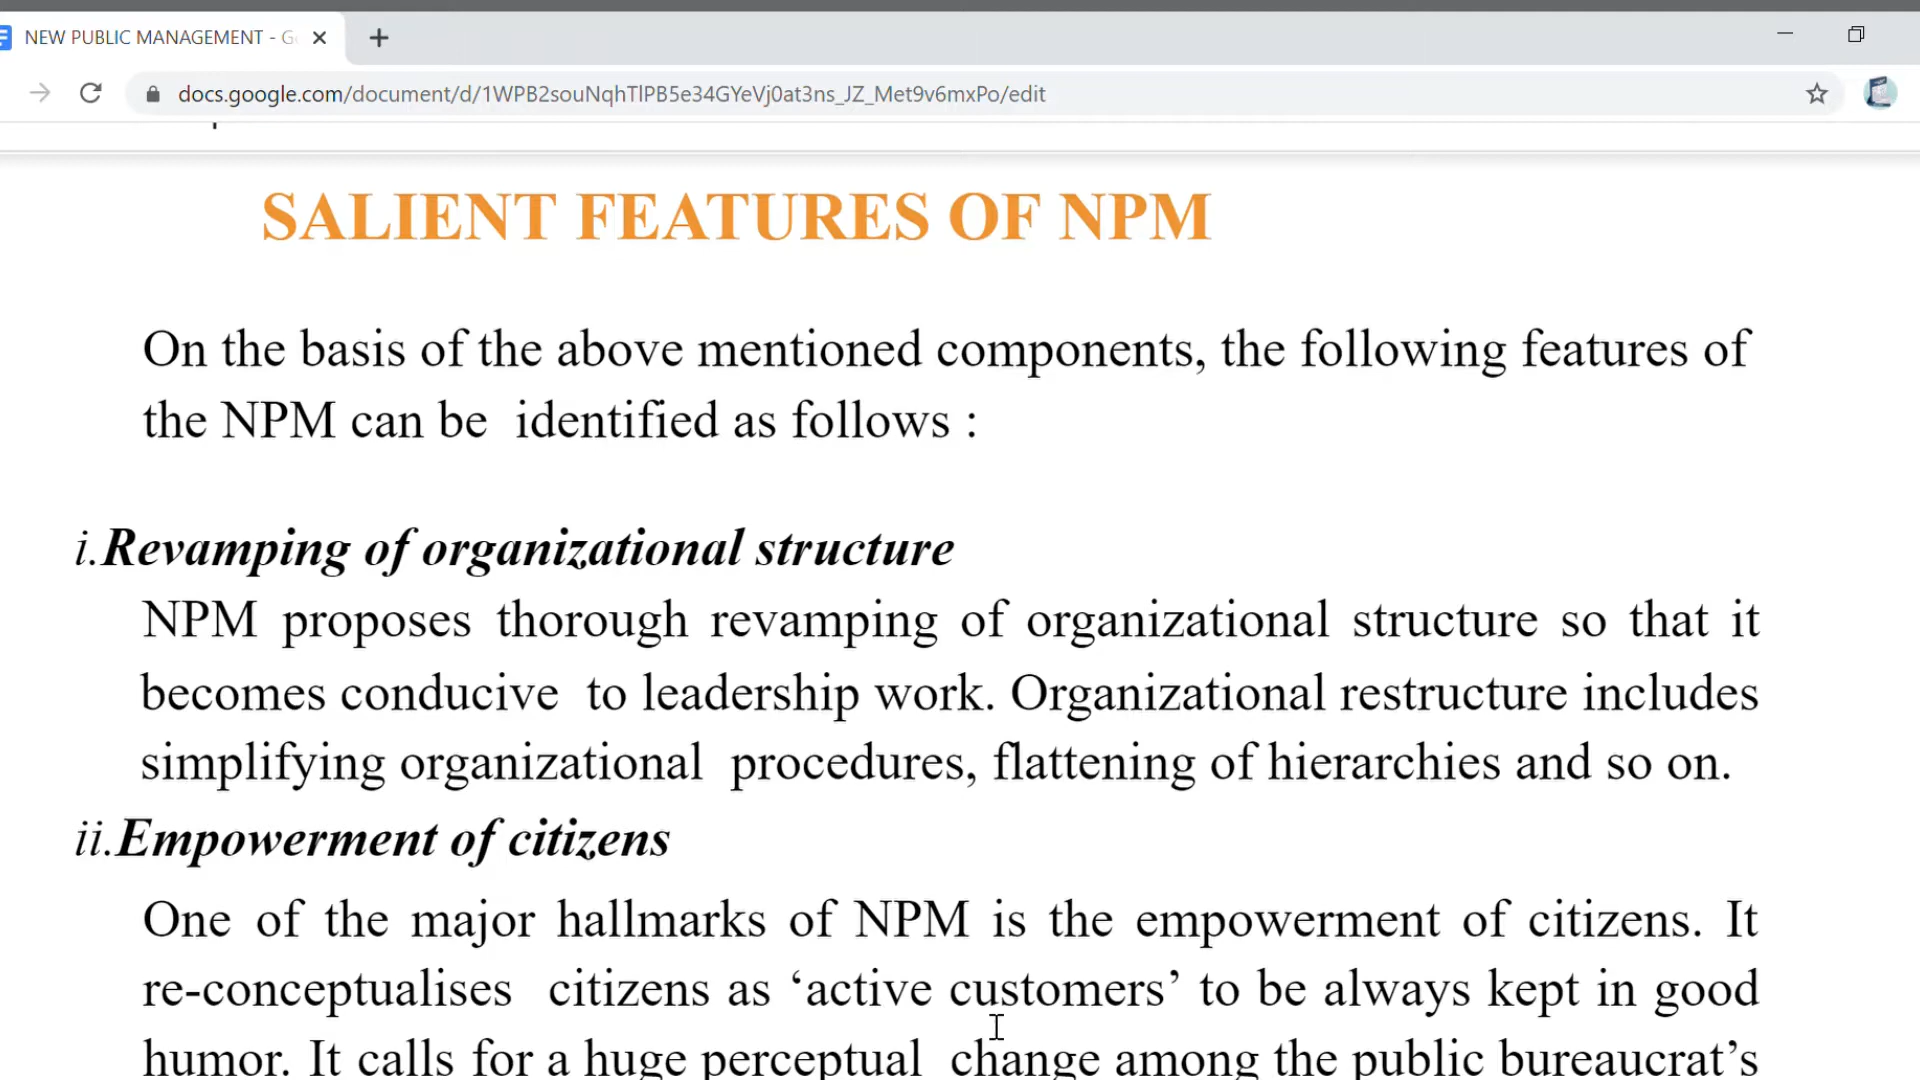 NEW PUBLIC MANAGEMENT - G
docs.google.com/document/d/1WPB2souNqhTlPB5e34GYeVj0at3ns_JZ_Met9v6mxPo/edit
SALIENT FEATURES OF NPM
On the basis of the above mentioned components, the following features of
the NPM can be identified as follows :
i.Revamping of organizational structure
NPM proposes thorough revamping of organizational structure so that it
becomes conducive to leadership work. Organizational restructure includes
simplifying organizational procedures, flattening of hierarchies and so on.
ii.Empowerment of citizens
One of the major hallmarks of NPM is the empowerment of citizens. It
re-conceptualises citizens as ‘active customers’ to be always kept in good
humor. It calls for a huge perceptual change among the public bureaucrat’s